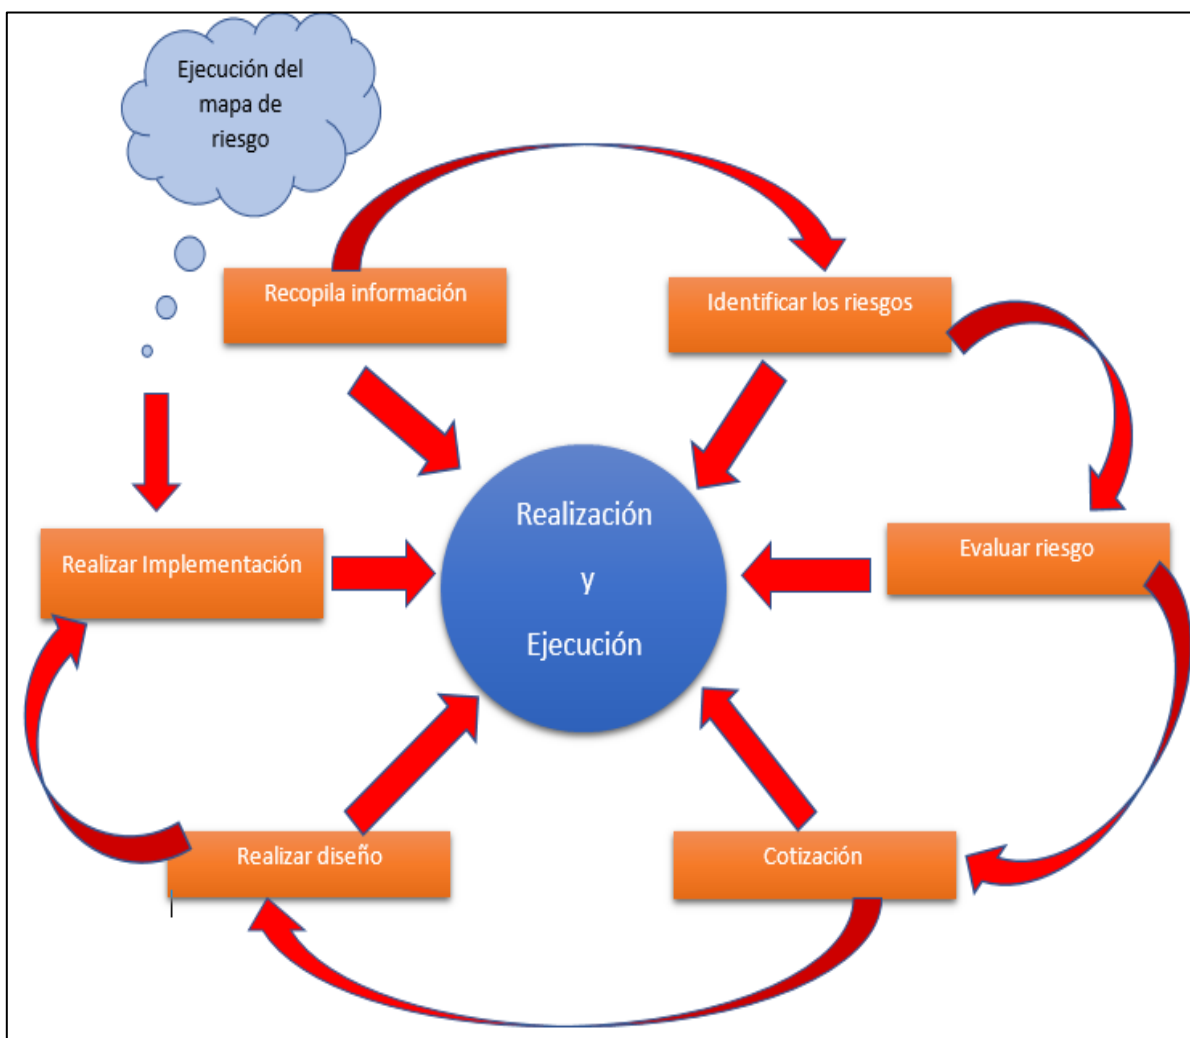 Ejecución del
mapa de
riesgo
Recopila información
Identificar los riesgos
Realización
y
Ejecución
Realizar Implementación
Evaluar riesgo
Realizar diseño
Cotización